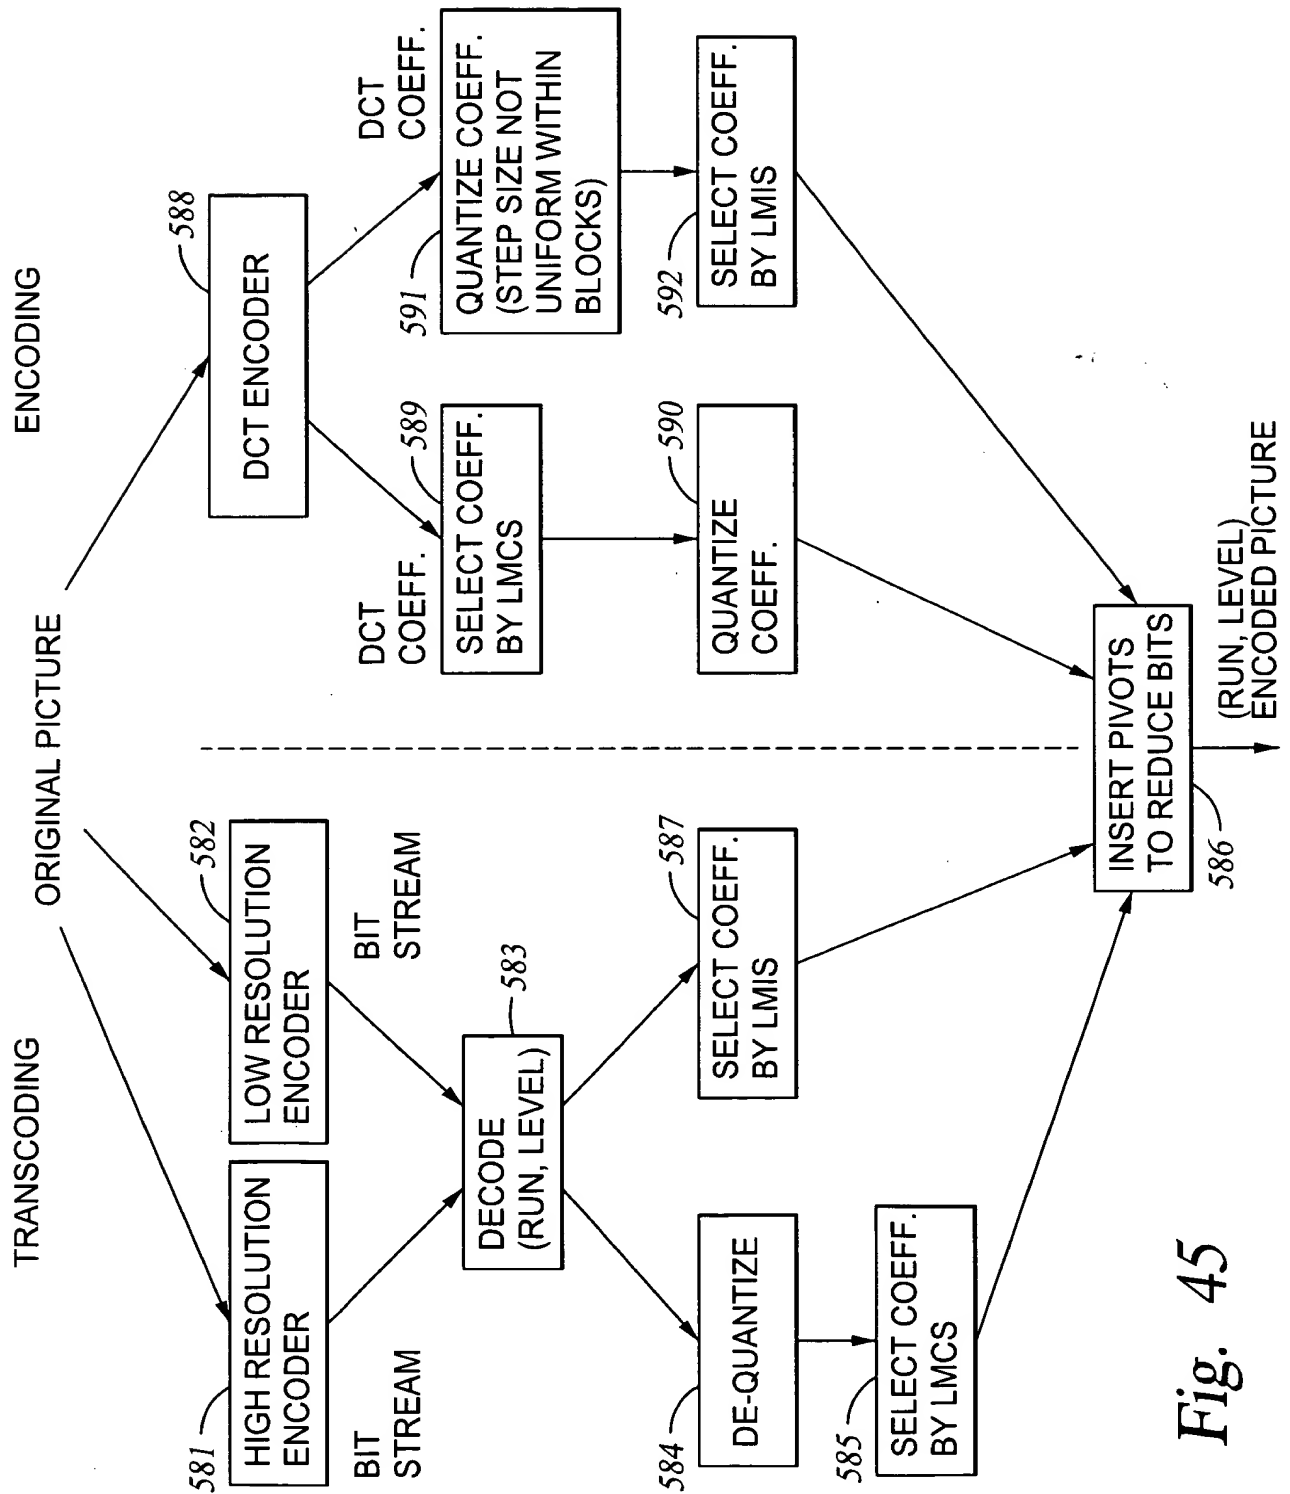 TRANSCODING
ENCODING
ORIGINAL PICTURE
581
HIGH RESOLUTION
ENCODER
582
LOW RESOLUTION
ENCODER
588
DCT ENCODER
BIT
STREAM
BIT
STREAM
DCT
COEFF.
DCT
COEFF.
583
DECODE
(RUN, LEVEL)
589
SELECT COEFF.
BY LMCS
591
QUANTIZE COEFF.
(STEP SIZE NOT
UNIFORM WITHIN
BLOCKS)
584
DE-QUANTIZE
587
SELECT COEFF.
BY LMIS
590
QUANTIZE
COEFF.
592
SELECT COEFF.
BY LMIS
585
SELECT COEFF.
BY LMCS
INSERT PIVOTS
TO REDUCE BITS
586
(RUN, LEVEL)
ENCODED PICTURE
Fig. 45